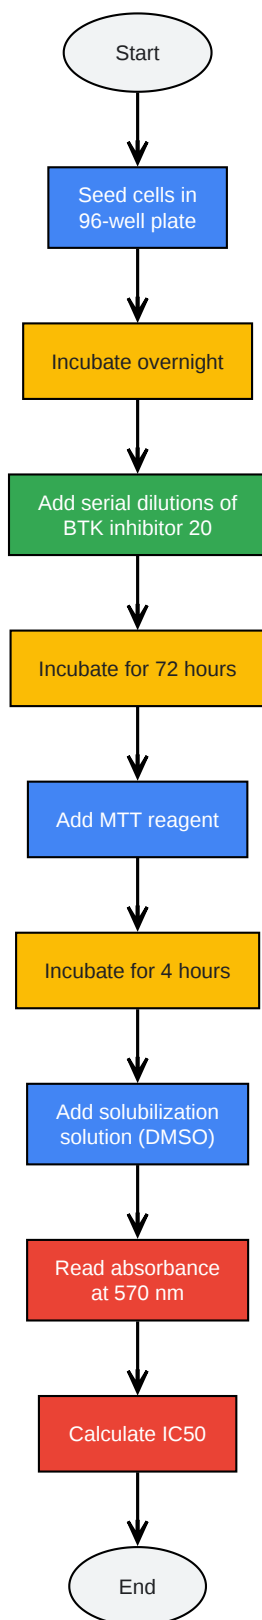 Start
Seed cells in
96-well plate
Incubate overnight
Add serial dilutions of
BTK inhibitor 20
Incubate for 72 hours
Add MTT reagent
Incubate for 4 hours
Add solubilization
solution (DMSO)
Read absorbance
at 570 nm
Calculate IC50
End